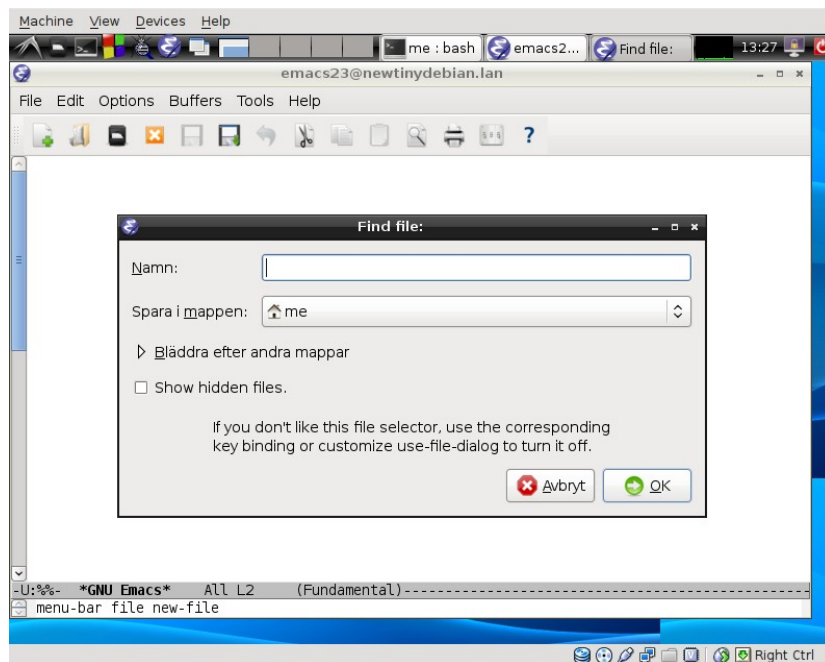 Machine View Devices Help
me : bash emacs2... Find file: 13:27
emacs23@newtinydebian.lan
File Edit Options Buffers Tools Help
Find file:
Namn:
Spara i mappen: me
Bläddra efter andra mappar
Show hidden files.
If you don't like this file selector, use the corresponding
key binding or customize use-file-dialog to turn it off.
Avbryt OK
-U:%%- *GNU Emacs* All L2 (Fundamental)--------------------------------------------------
menu-bar file new-file
Right Ctrl